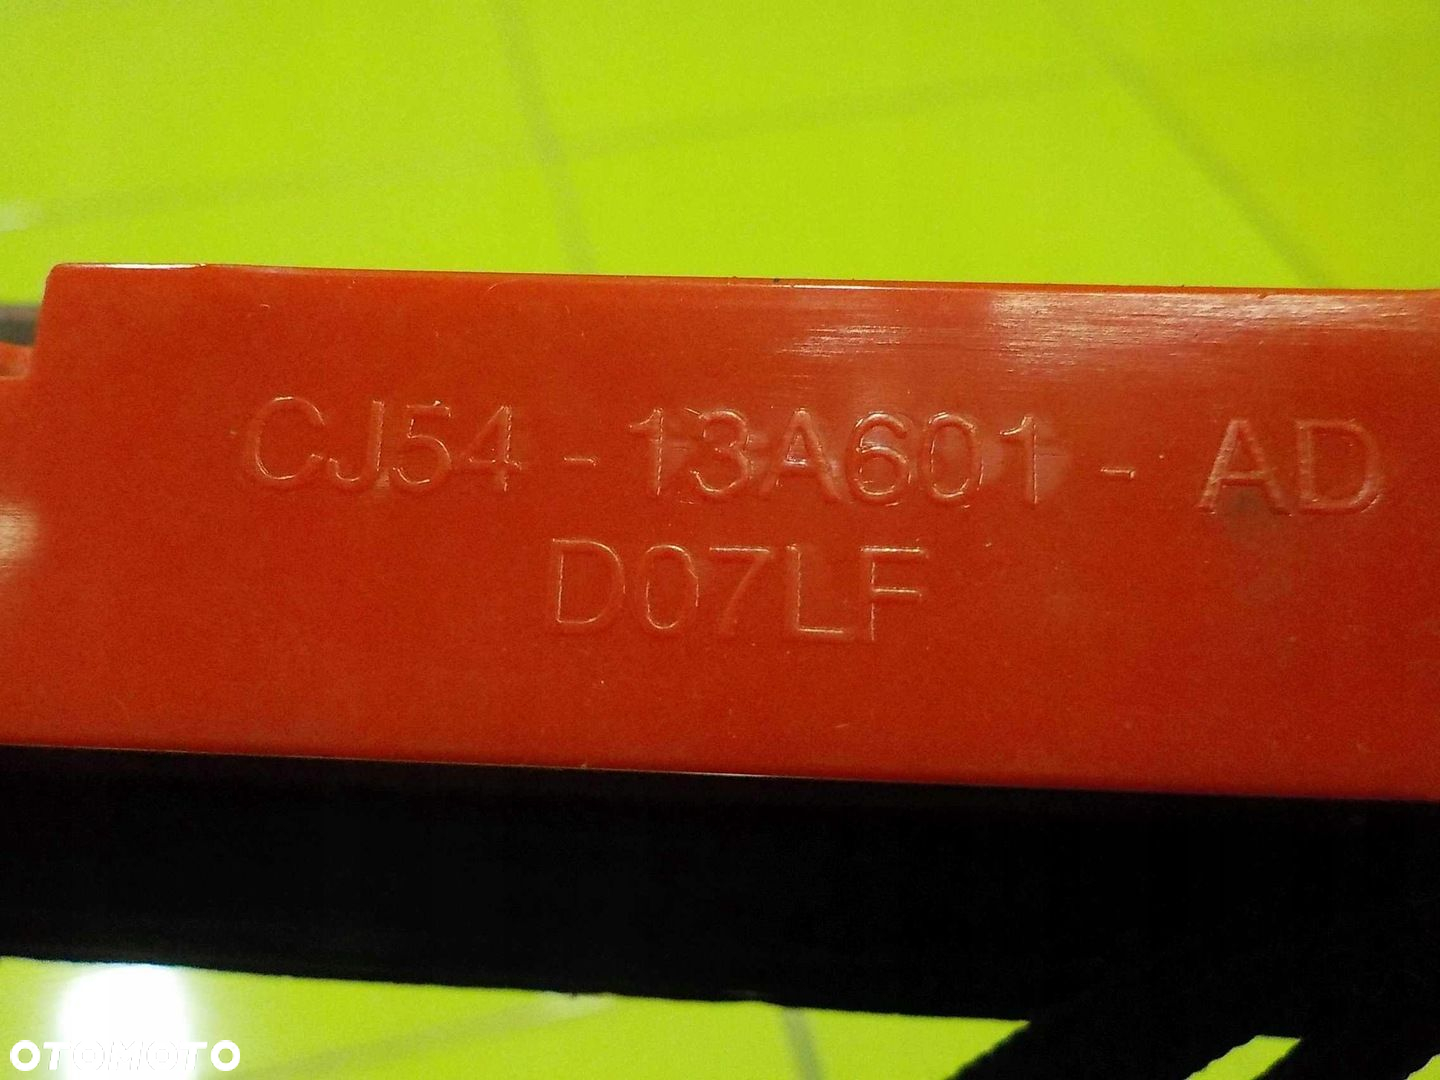 CJ54 - 13A601 - AD
D07LF
OTOMOTO